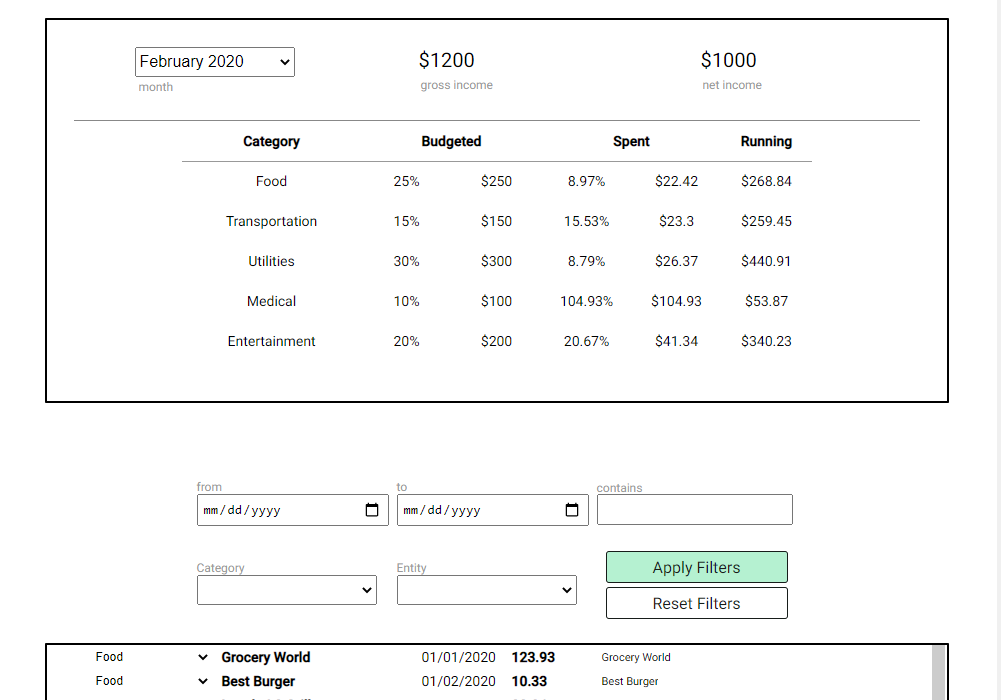 February 2020 $1200 $1000
month gross income net income
Category Budgeted Spent Running
Food 25% $250 8.97% $22.42 $268.84
Transportation 15% $150 15.53% $23.3 $259.45
Utilities 30% $300 8.79% $26.37 $440.91
Medical 10% $100 104.93% $104.93 $53.87
Entertainment 20% $200 20.67% $41.34 $340.23
from to contains
mm/dd/yyyy mm/dd/yyyy
Category Entity
Apply Filters
Reset Filters
Food Grocery World 01/01/2020 123.93 Grocery World
Food Best Burger 01/02/2020 10.33 Best Burger